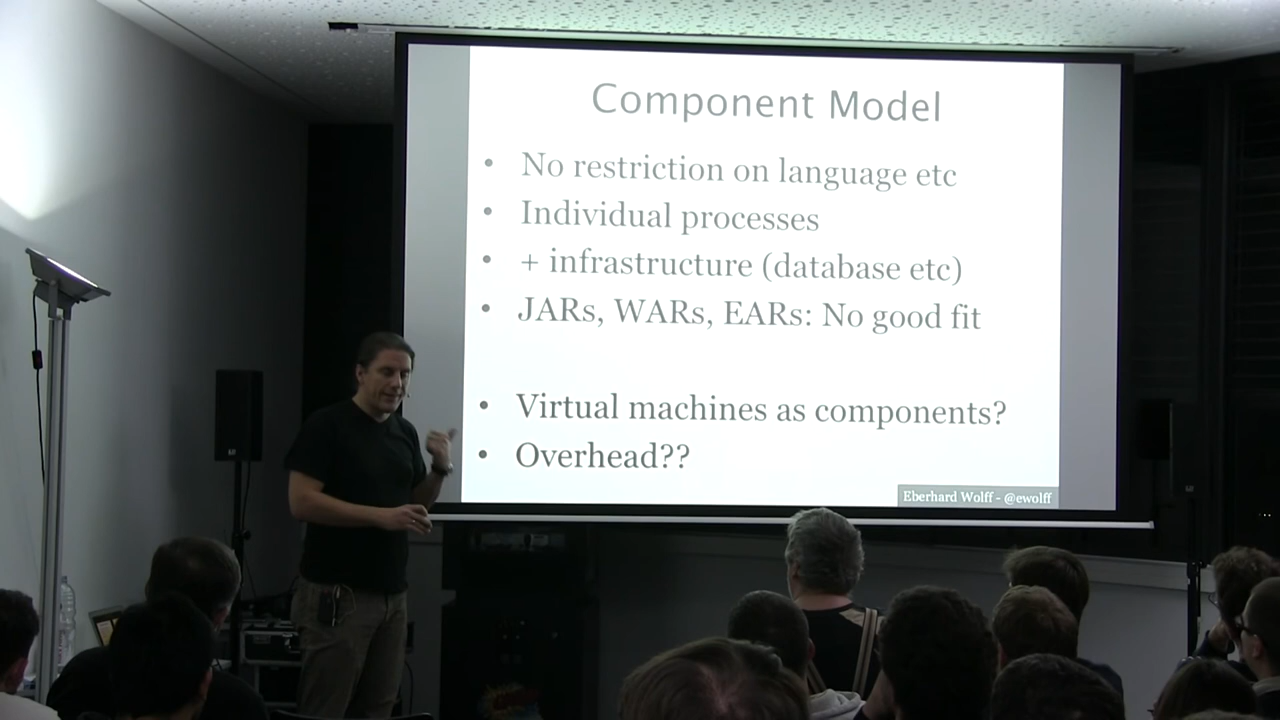 Component Model
• No restriction on language etc
• Individual processes
• + infrastructure (database etc)
• JARs, WARs, EARs: No good fit
• Virtual machines as components?
• Overhead??
Eberhard Wolff - @ewolff